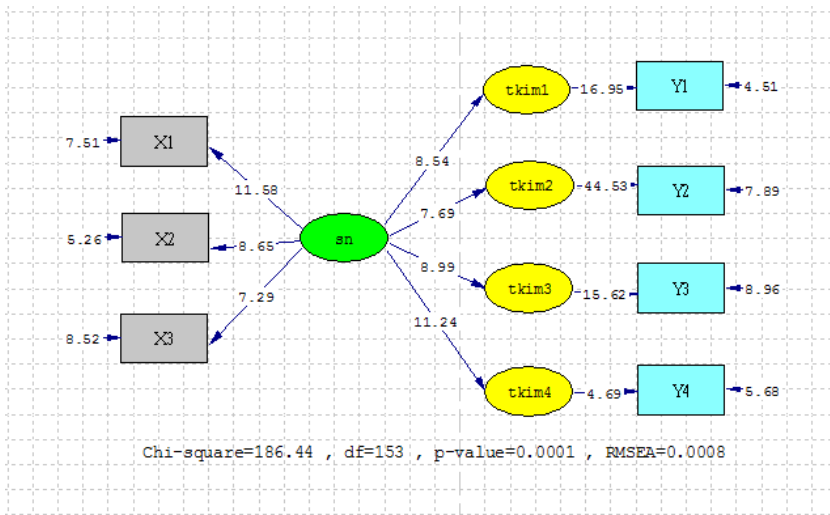 tkim1
16.95
Y1
4.51
7.51
X1
8.54
11.58
tkim2
44.53
Y2
7.89
7.69
5.26
X2
8.65
sn
8.99
tkim3
15.62
Y3
8.96
7.29
11.24
8.52
X3
tkim4
4.69
Y4
5.68
Chi-square=186.44 , df=153 , p-value=0.0001 , RMSEA=0.0008